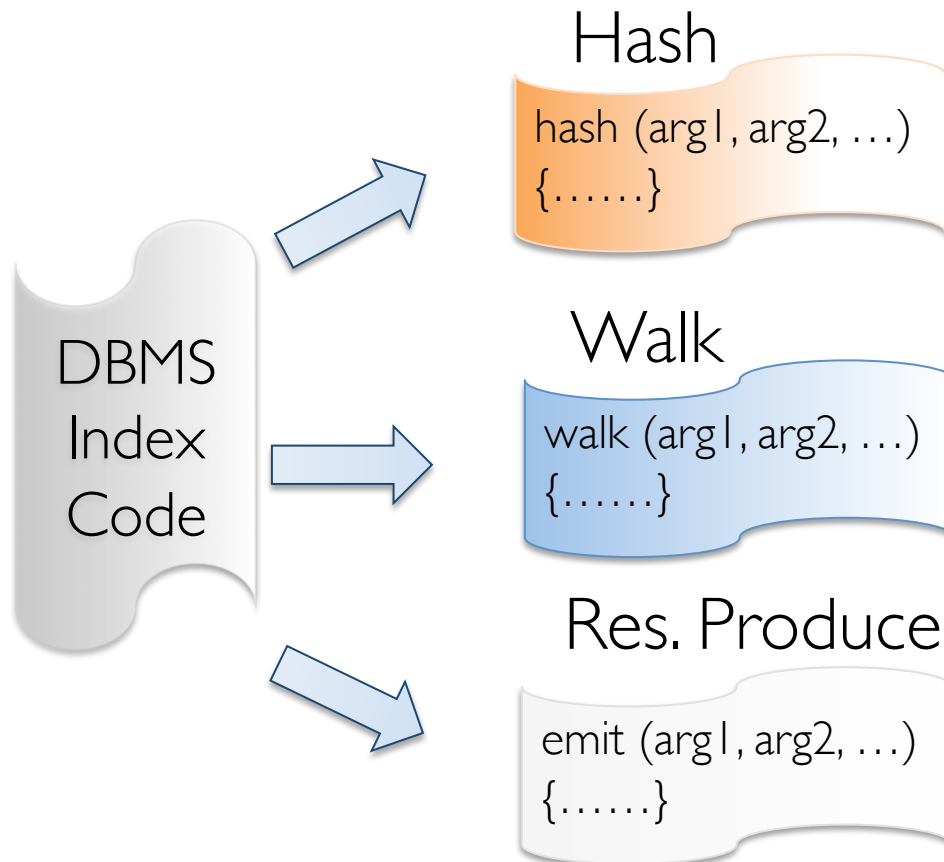 DBMS
Index
Code
Hash
hash (arg1, arg2, …)
{……}
Walk
walk (arg1, arg2, …)
{……}
Res. Produce
emit (arg1, arg2, …)
{……}